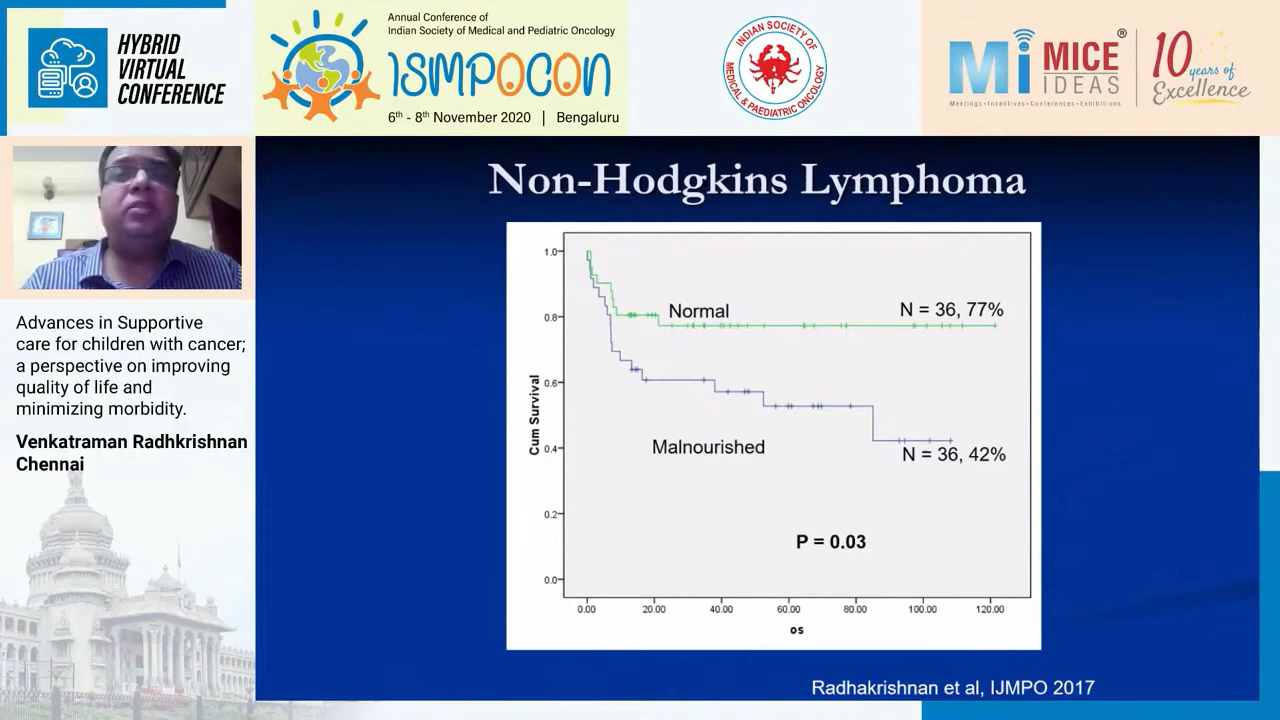 HYBRID
VIRTUAL
CONFERENCE
Annual Conference of
Indian Society of Medical and Pediatric Oncology
ISMPOCON
6th - 8th November 2020 | Bengaluru
INDIAN SOCIETY OF
MEDICAL & PAEDIATRIC ONCOLOGY
Mi MICE®
IDEAS
Meetings • Incentives • Conferences • Exhibitions
10 years of
Excellence
Advances in Supportive
care for children with cancer;
a perspective on improving
quality of life and
minimizing morbidity.
Venkatraman Radhkrishnan
Chennai
Non-Hodgkins Lymphoma
Cum Survival
1.0
0.8
0.6
0.4
0.2
0.0
Normal
N = 36, 77%
Malnourished
N = 36, 42%
P = 0.03
0.00 20.00 40.00 60.00 80.00 100.00 120.00
os
Radhakrishnan et al, IJMPO 2017